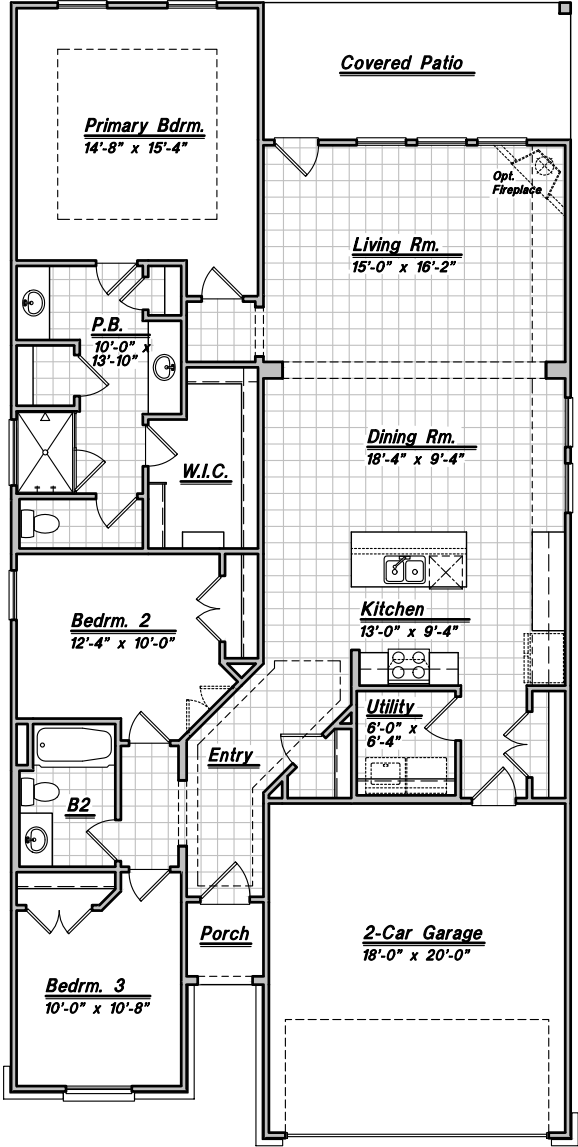 Covered Patio
Primary Bdrm.
14'-8" x 15'-4"
Opt.
Fireplace
Living Rm.
15'-0" x 16'-2"
P.B.
10'-0" x
13'-10"
Dining Rm.
18'-4" x 9'-4"
W.I.C.
Kitchen
13'-0" x 9'-4"
Bedrm. 2
12'-4" x 10'-0"
Utility
6'-0" x
6'-4"
Entry
B2
Porch
2-Car Garage
18'-0" x 20'-0"
Bedrm. 3
10'-0" x 10'-8"